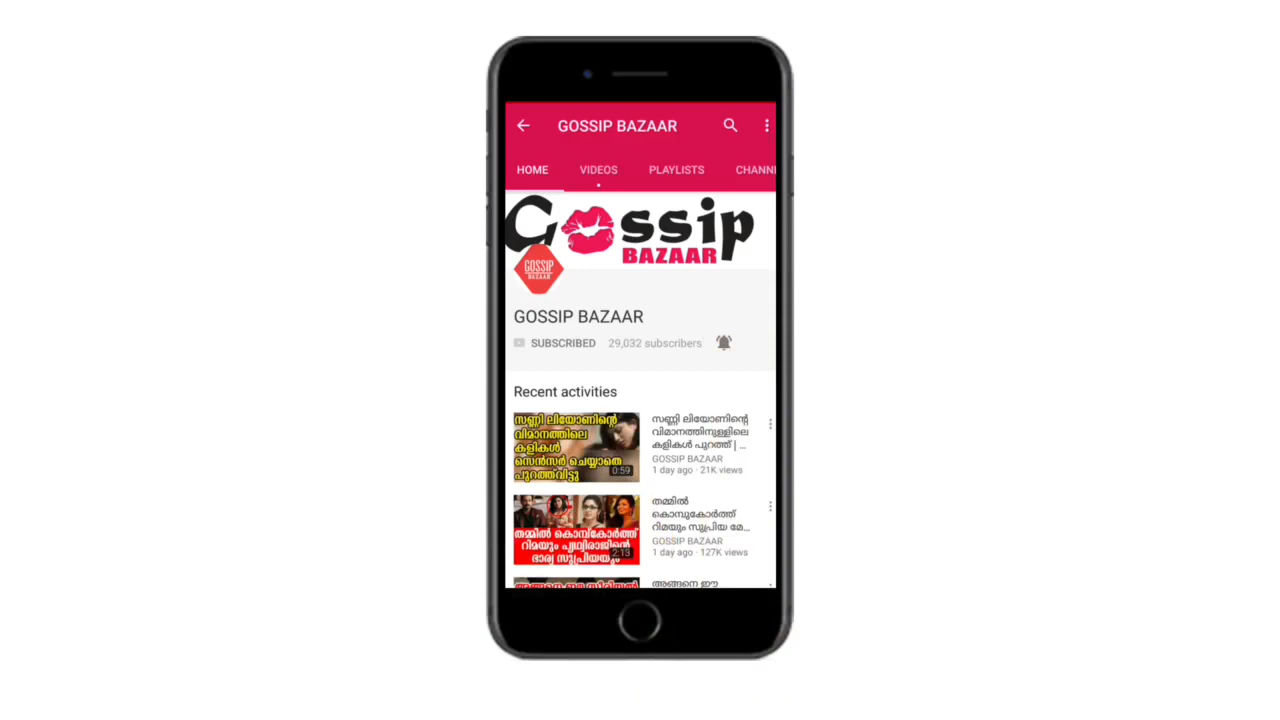 GOSSIP BAZAAR
HOME VIDEOS PLAYLISTS CHANNE
Gossip
BAZAAR
GOSSIP
BAZAAR
GOSSIP BAZAAR
SUBSCRIBED 29,032 subscribers
Recent activities
സണ്ണി ലിയോണിന്റെ
വിമാനത്തിലെ
കളികൾ
സെൻസർ ചെയ്യാതെ
പുറത്തുവിട്ടു
0:59
സണ്ണി ലിയോണിന്റെ
വിമാനത്തിനുള്ളിലെ
കളികൾ പുറത്ത് | ...
GOSSIP BAZAAR
1 day ago · 21K views
തമ്മിൽ കൊമ്പ്കോർത്ത്
റിമയും പൃഥ്വിരാജിന്റെ
ഭാര്യ സുപ്രിയയും
2:13
തമ്മിൽ
കൊമ്പുകോർത്ത്
റിമയും സുപ്രിയ മേ...
GOSSIP BAZAAR
1 day ago · 127K views
അങ്ങനെ ഈ